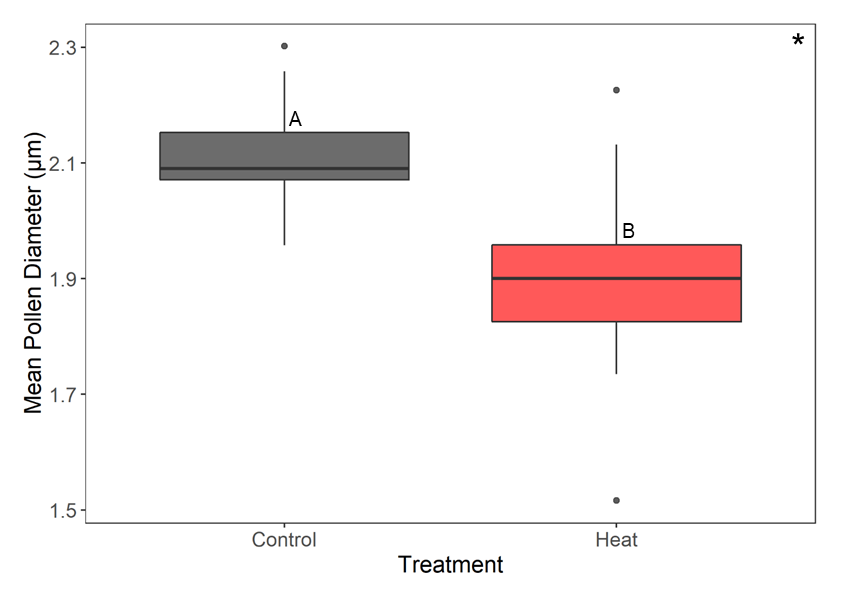 *
2.3
2.1
1.9
1.7
1.5
Mean Pollen Diameter (μm)
A
B
Control
Heat
Treatment